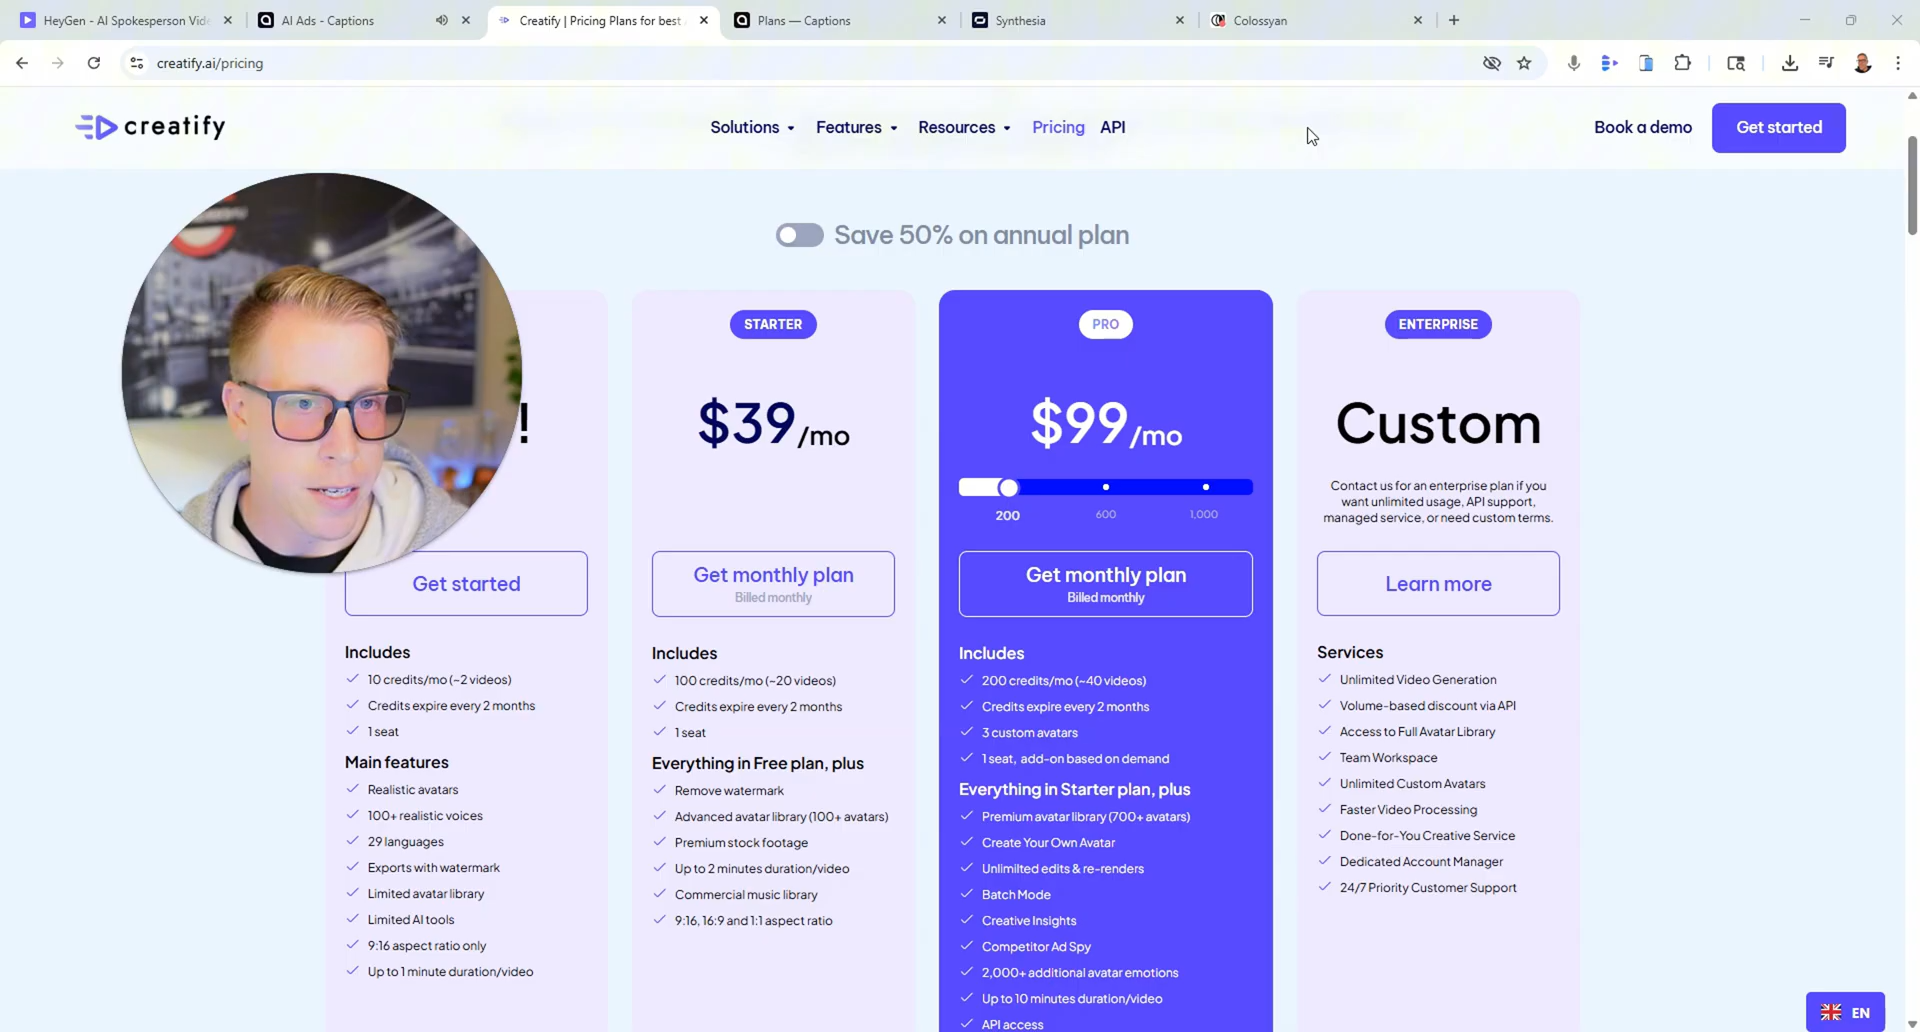 HeyGen - AI Spokesperson Vide
AI Ads - Captions
Creatify | Pricing Plans for best
Plans — Captions
Synthesia
Colossyan
creatify.ai/pricing
creatify
Solutions
Features
Resources
Pricing
API
Book a demo
Get started
Save 50% on annual plan
!
Get started
Includes
10 credits/mo (~2 videos)
Credits expire every 2 months
1 seat
Main features
Realistic avatars
100+ realistic voices
29 languages
Exports with watermark
Limited avatar library
Limited AI tools
9:16 aspect ratio only
Up to 1 minute duration/video
STARTER
$39/mo
Get monthly plan
Billed monthly
Includes
100 credits/mo (~20 videos)
Credits expire every 2 months
1 seat
Everything in Free plan, plus
Remove watermark
Advanced avatar library (100+ avatars)
Premium stock footage
Up to 2 minutes duration/video
Commercial music library
9:16, 16:9 and 1:1 aspect ratio
PRO
$99/mo
200
600
1,000
Get monthly plan
Billed monthly
Includes
200 credits/mo (~40 videos)
Credits expire every 2 months
3 custom avatars
1 seat, add-on based on demand
Everything in Starter plan, plus
Premium avatar library (700+ avatars)
Create Your Own Avatar
Unlimilted edits & re-renders
Batch Mode
Creative Insights
Competitor Ad Spy
2,000+ additional avatar emotions
Up to 10 minutes duration/video
API access
ENTERPRISE
Custom
Contact us for an enterprise plan if you
want unlimited usage, API support,
managed service, or need custom terms.
Learn more
Services
Unlimited Video Generation
Volume-based discount via API
Access to Full Avatar Library
Team Workspace
Unlimited Custom Avatars
Faster Video Processing
Done-for-You Creative Service
Dedicated Account Manager
24/7 Priority Customer Support
EN